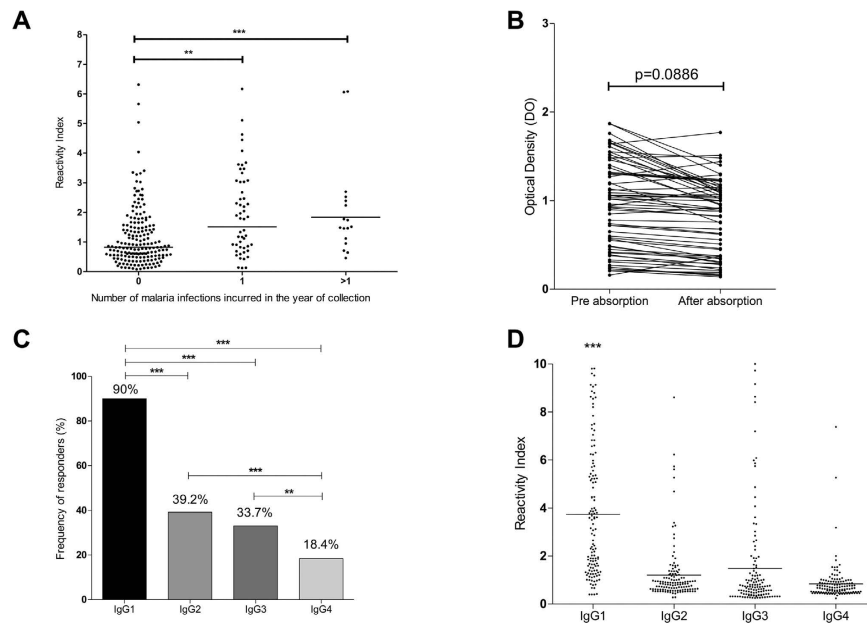 A
***
**
8
7
6
5
4
3
2
1
0
Reactivity Index
0 1 >1
Number of malaria infections incurred in the year of collection
B
3
2
1
0
Optical Density (DO)
p=0.0886
Pre absorption After absorption
C
***
***
***
***
**
100
80
60
40
20
0
Frequency of responders (%)
90%
39.2%
33.7%
18.4%
IgG1 IgG2 IgG3 IgG4
D
***
10
8
6
4
2
0
Reactivity Index
IgG1 IgG2 IgG3 IgG4